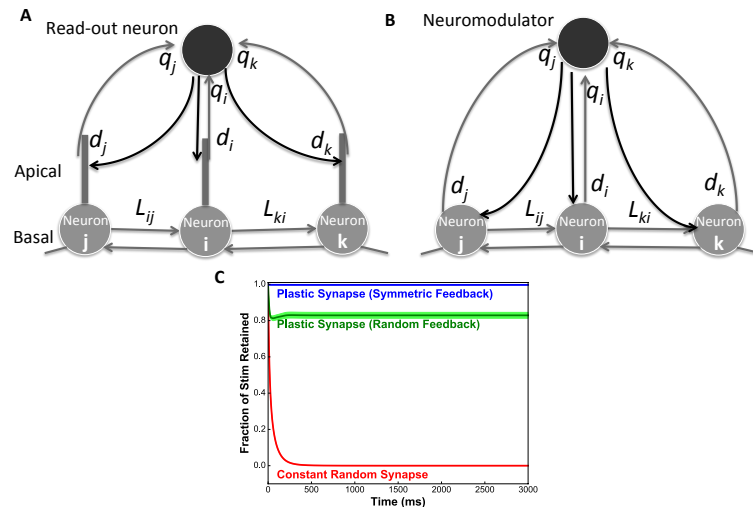 A
Read-out neuron
q_j
q_k
q_i
d_j
d_i
d_k
Apical
Neuron
j
L_ij
Neuron
i
L_ki
Neuron
k
Basal
B
Neuromodulator
q_j
q_k
q_i
d_j
d_i
d_k
Neuron
j
L_ij
Neuron
i
L_ki
Neuron
k
C
Fraction of Stim Retained
1.0
0.8
0.6
0.4
0.2
0.0
Plastic Synapse (Symmetric Feedback)
Plastic Synapse (Random Feedback)
Constant Random Synapse
0
500
1000
1500
2000
2500
3000
Time (ms)